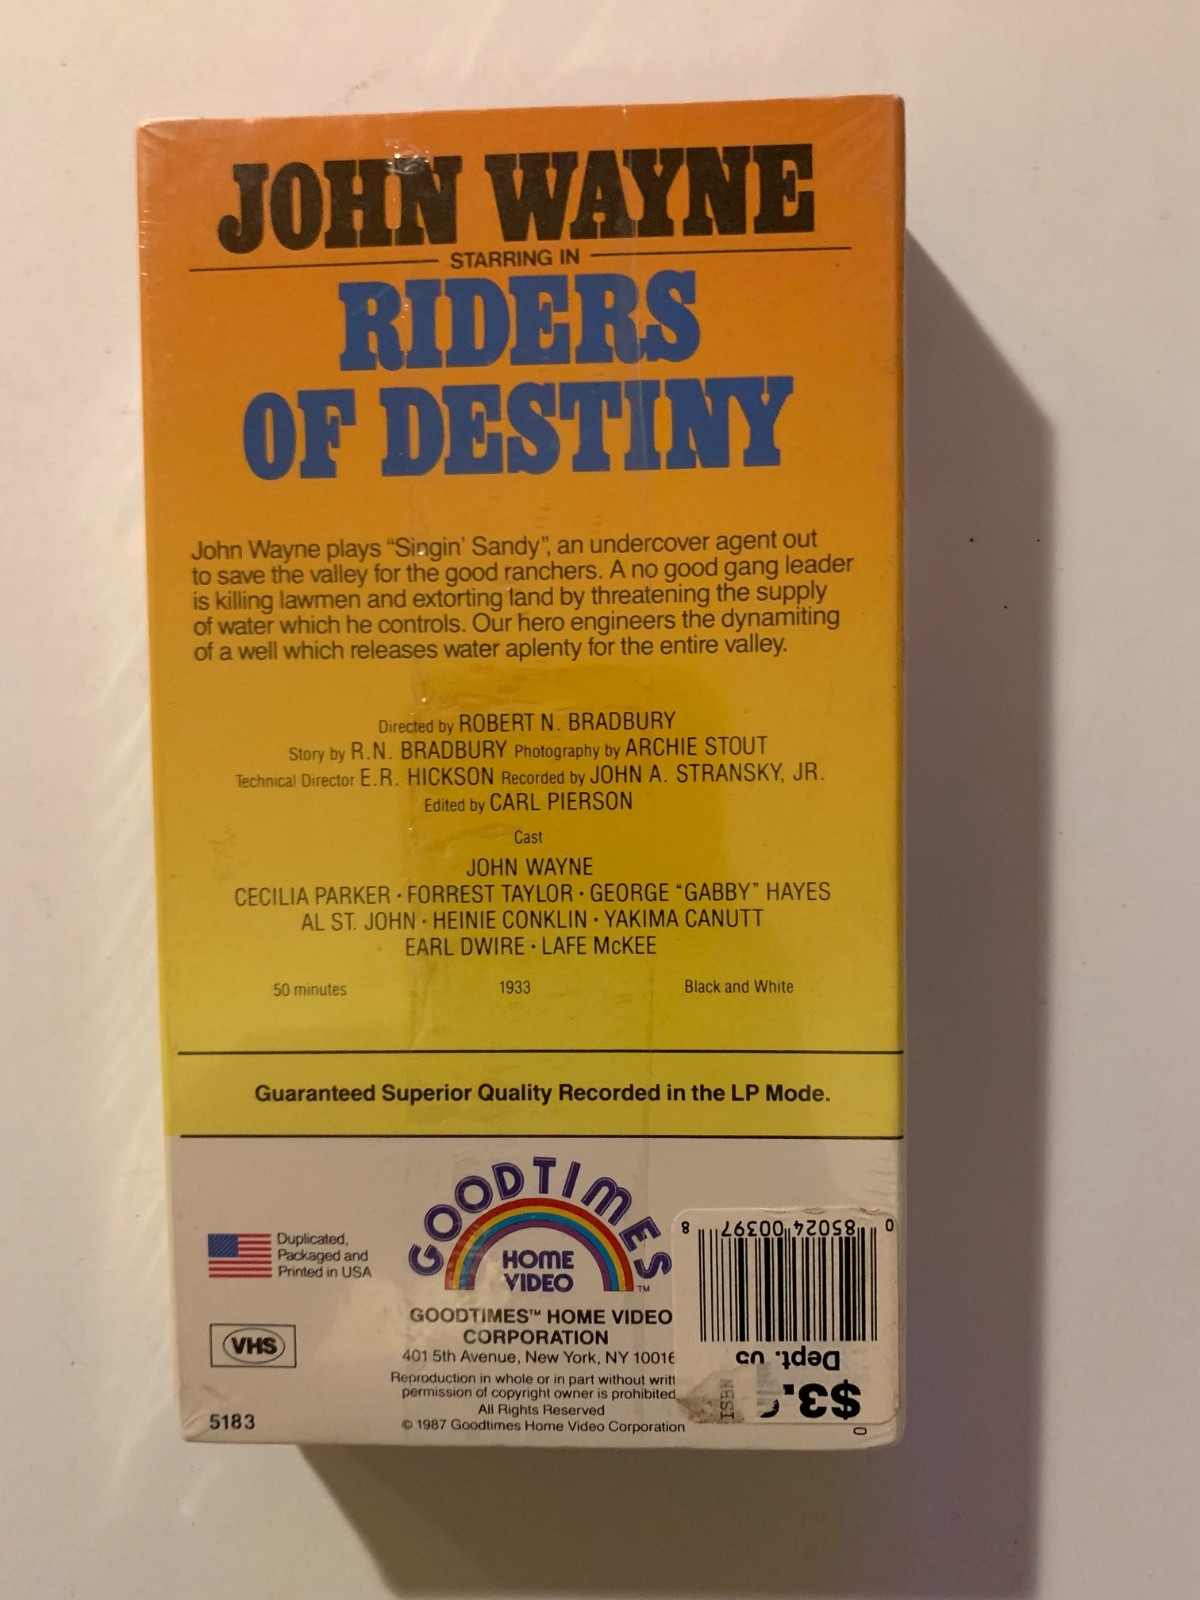 JOHN WAYNE
STARRING IN
RIDERS
OF DESTINY
John Wayne plays “Singin’ Sandy”, an undercover agent out
to save the valley for the good ranchers. A no good gang leader
is killing lawmen and extorting land by threatening the supply
of water which he controls. Our hero engineers the dynamiting
of a well which releases water aplenty for the entire valley.
Directed by ROBERT N. BRADBURY
Story by R.N. BRADBURY Photography by ARCHIE STOUT
Technical Director E.R. HICKSON Recorded by JOHN A. STRANSKY, JR.
Edited by CARL PIERSON
Cast
JOHN WAYNE
CECILIA PARKER · FORREST TAYLOR · GEORGE “GABBY” HAYES
AL ST. JOHN · HEINIE CONKLIN · YAKIMA CANUTT
EARL DWIRE · LAFE McKEE
50 minutes 1933 Black and White
Guaranteed Superior Quality Recorded in the LP Mode.
GOODTIMES
HOME
VIDEO ™
Duplicated,
Packaged and
Printed in USA
VHS
5183
GOODTIMES™ HOME VIDEO
CORPORATION
401 5th Avenue, New York, NY 10016
Reproduction in whole or in part without
permission of copyright owner is prohibited
All Rights Reserved
© 1987 Goodtimes Home Video Corporation
0 85024 00397 8
Dept.
$3.
ISBN
0